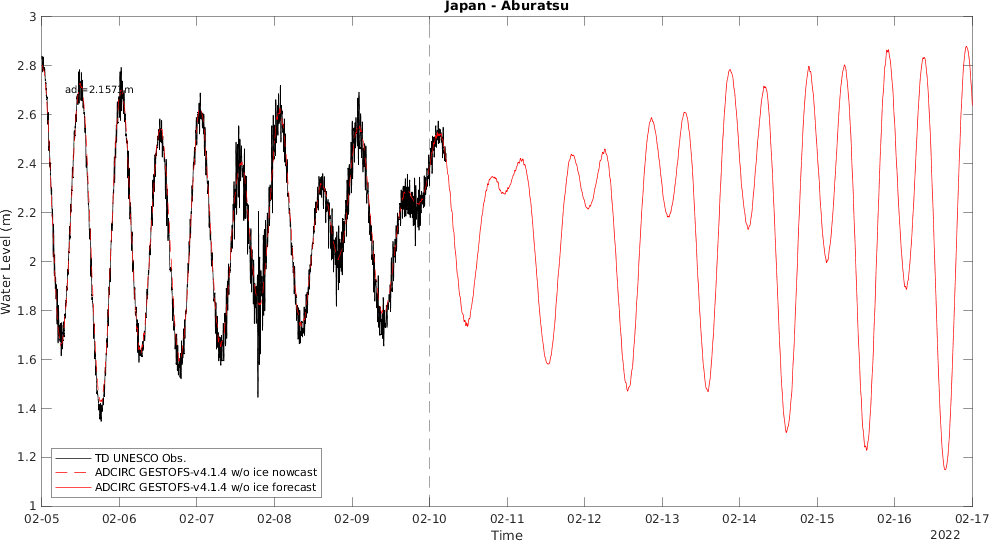 Japan - Aburatsu
Water Level (m)
3
2.8
2.6
2.4
2.2
2
1.8
1.6
1.4
1.2
1
TD UNESCO Obs.
ADCIRC GESTOFS-v4.1.4 w/o ice nowcast
ADCIRC GESTOFS-v4.1.4 w/o ice forecast
02-05 02-06 02-07 02-08 02-09 02-10 02-11 02-12 02-13 02-14 02-15 02-16 02-17
Time
2022